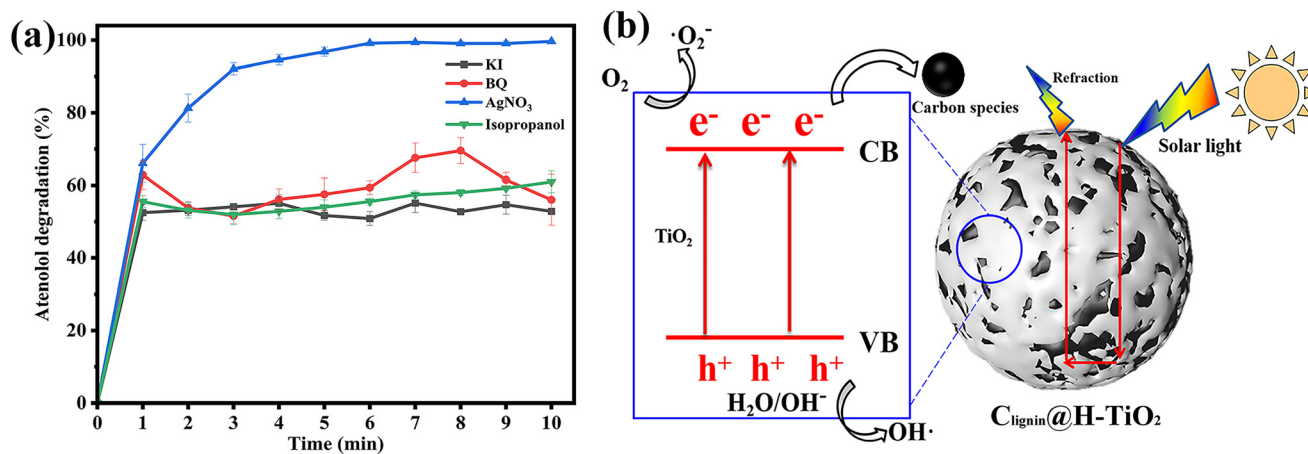 (a)
100
80
60
40
20
0
Atenolol degradation (%)
KI
BQ
AgNO₃
Isopropanol
0 1 2 3 4 5 6 7 8 9 10
Time (min)
(b)
·O₂⁻
O₂
e⁻ e⁻ e⁻
CB
TiO₂
VB
h⁺ h⁺ h⁺
H₂O/OH⁻
OH·
Carbon species
Refraction
Solar light
Clignin@H-TiO₂